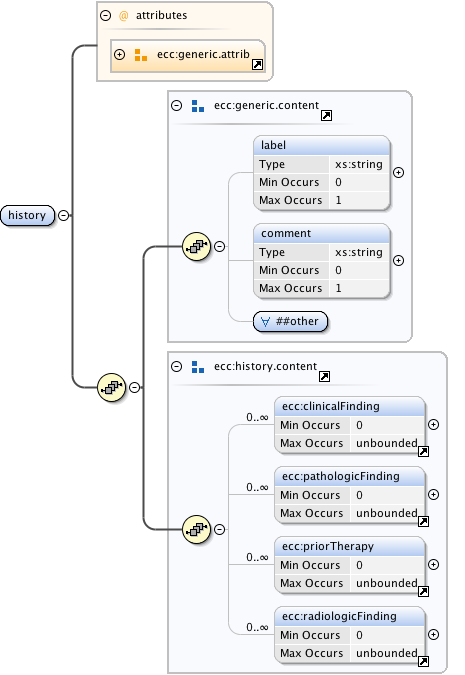 @ attributes
ecc:generic.attrib
ecc:generic.content
label
Type xs:string
Min Occurs 0
Max Occurs 1
history
comment
Type xs:string
Min Occurs 0
Max Occurs 1
∀ ##other
ecc:history.content
ecc:clinicalFinding
0..∞
Min Occurs 0
Max Occurs unbounded
ecc:pathologicFinding
0..∞
Min Occurs 0
Max Occurs unbounded
ecc:priorTherapy
0..∞
Min Occurs 0
Max Occurs unbounded
ecc:radiologicFinding
0..∞
Min Occurs 0
Max Occurs unbounded